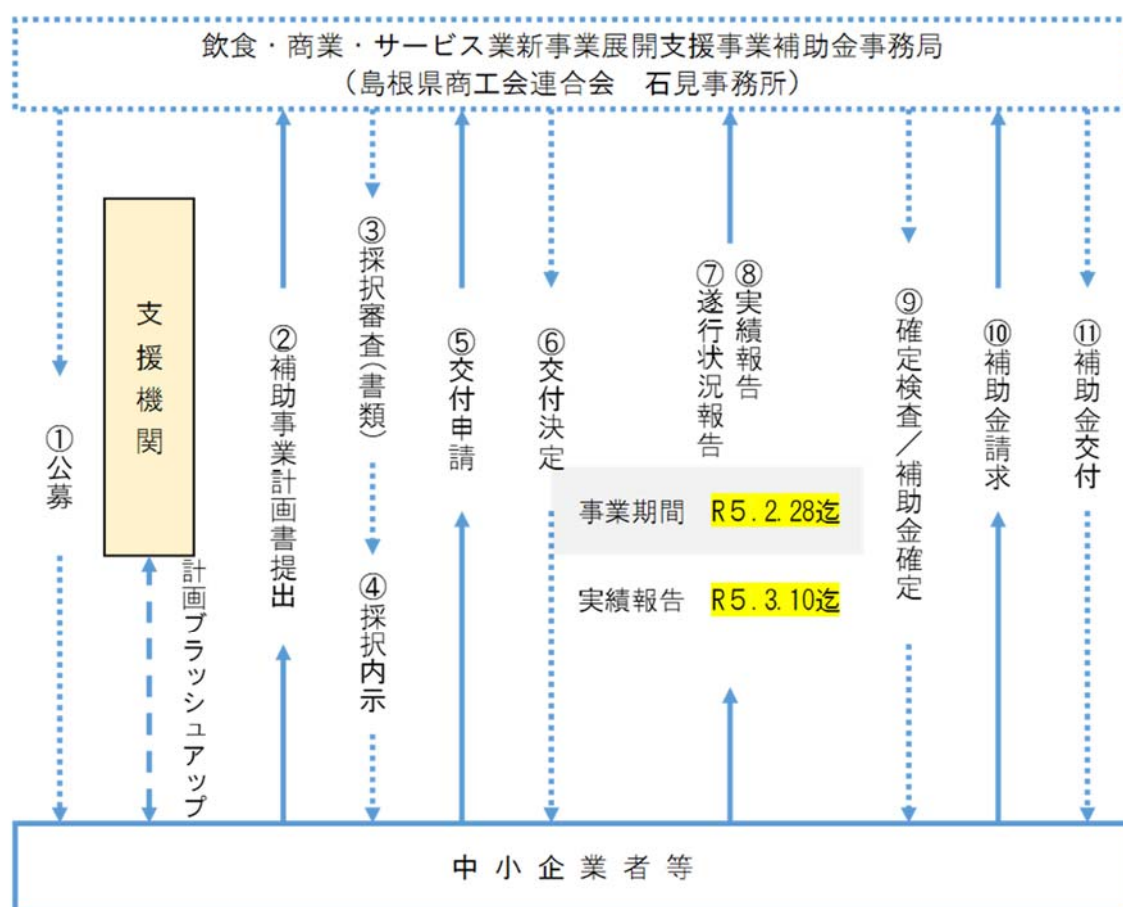 飲食・商業・サービス業新事業展開支援事業補助金事務局
（島根県商工会連合会　石見事務所）
①公募
支援機関
計画ブラッシュアップ
②補助事業計画書提出
③採択審査（書類）
④採択内示
⑤交付申請
⑥交付決定
⑦遂行状況報告
⑧実績報告
事業期間　R5.2.28迄
実績報告　R5.3.10迄
⑨確定検査／補助金確定
⑩補助金請求
⑪補助金交付
中小企業者等